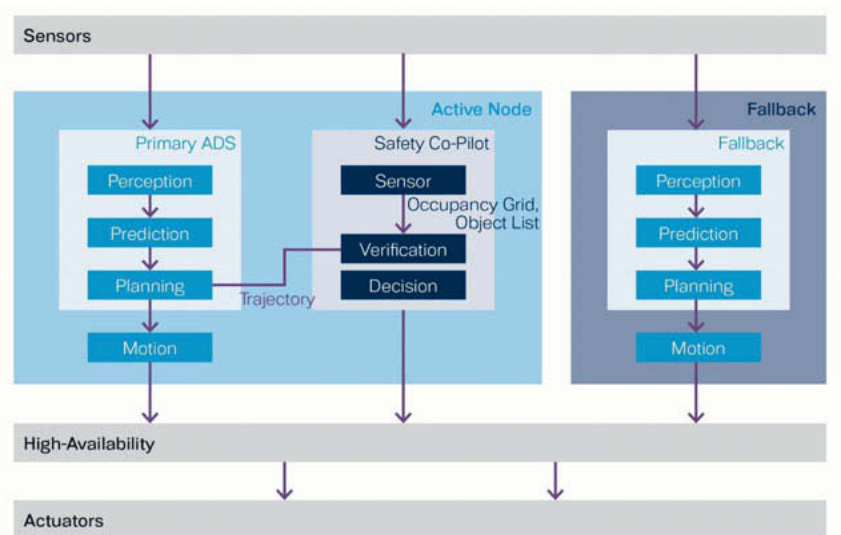 Sensors
Active Node
Primary ADS
Perception
Prediction
Planning
Motion
Safety Co-Pilot
Sensor
Occupancy Grid,
Object List
Verification
Decision
Trajectory
Fallback
Fallback
Perception
Prediction
Planning
Motion
High-Availability
Actuators